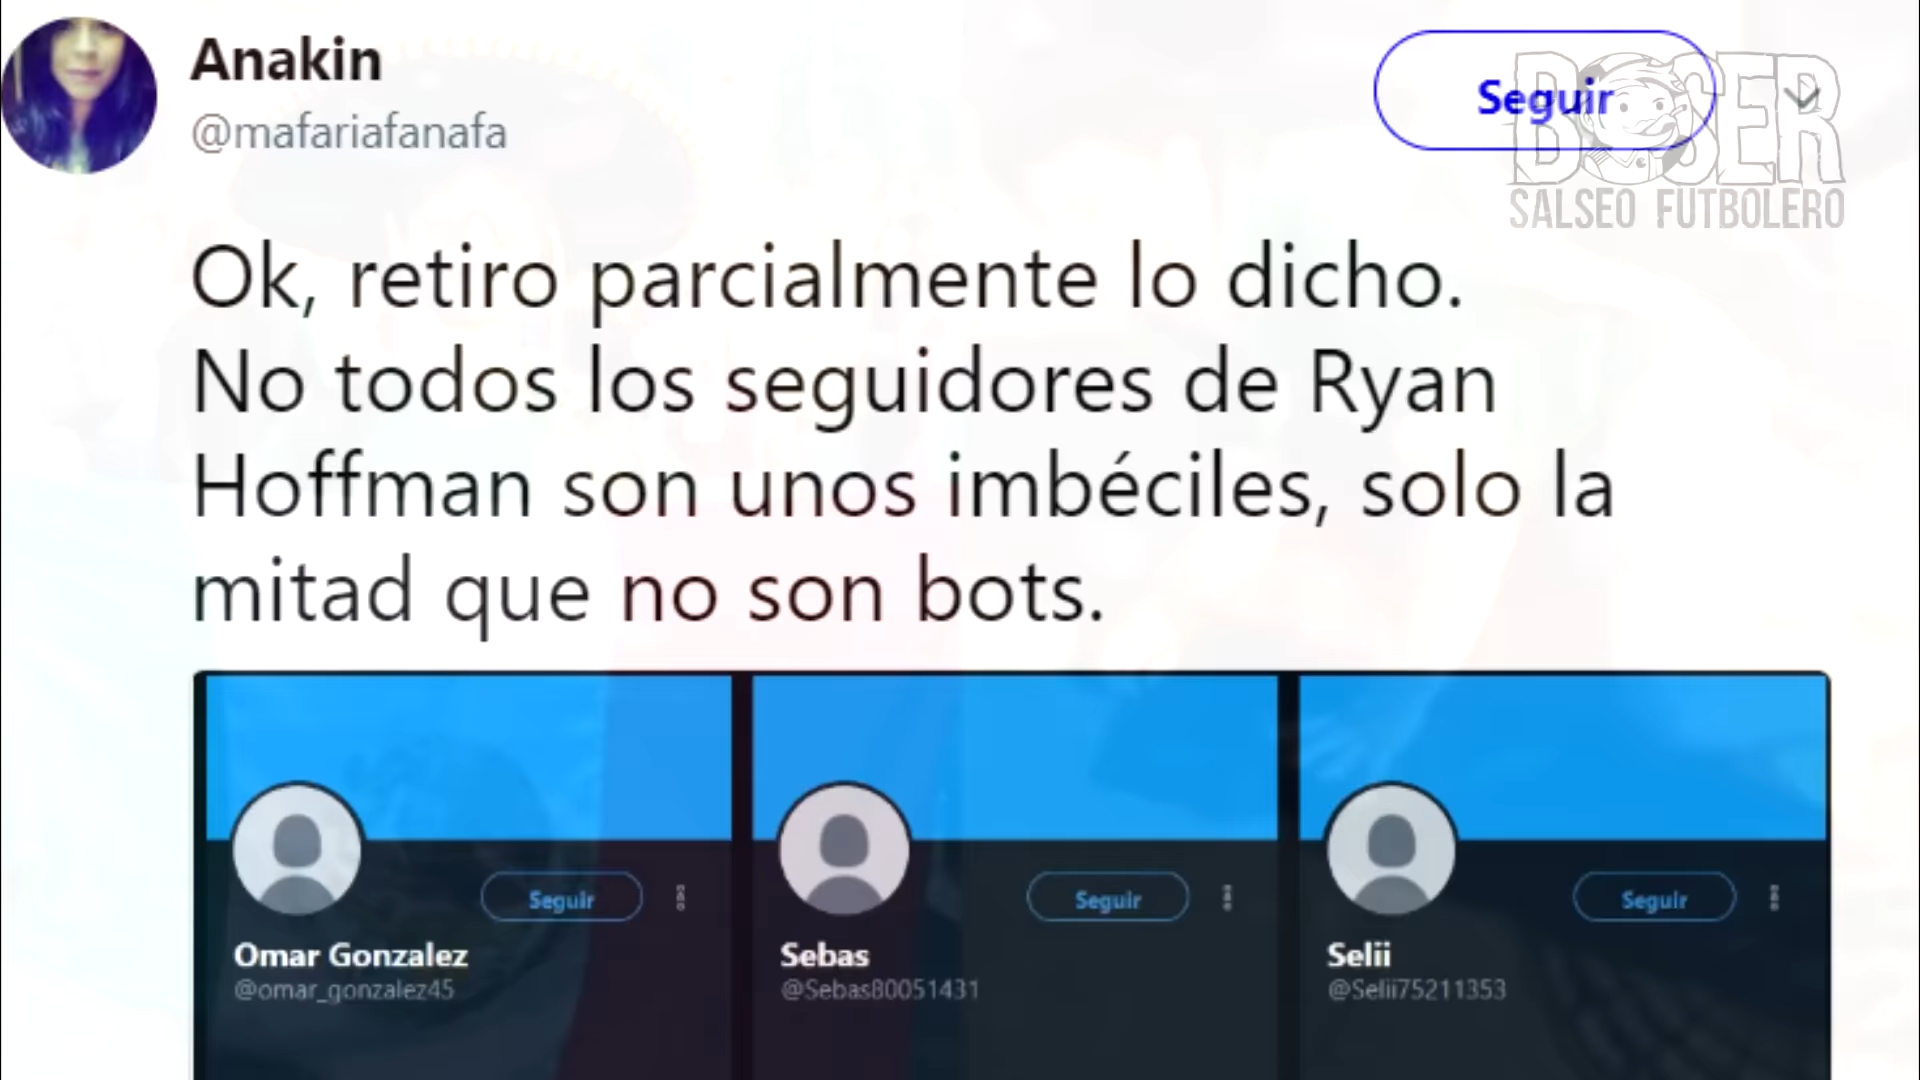 Anakin
@mafariafanafa
Seguir
BOSER
SALSEO FUTBOLERO
Ok, retiro parcialmente lo dicho.
No todos los seguidores de Ryan
Hoffman son unos imbéciles, solo la
mitad que no son bots.
Seguir
Seguir
Seguir
Omar Gonzalez
Sebas
Selii
@omar_gonzalez45
@Sebas80051431
@Selii75211353